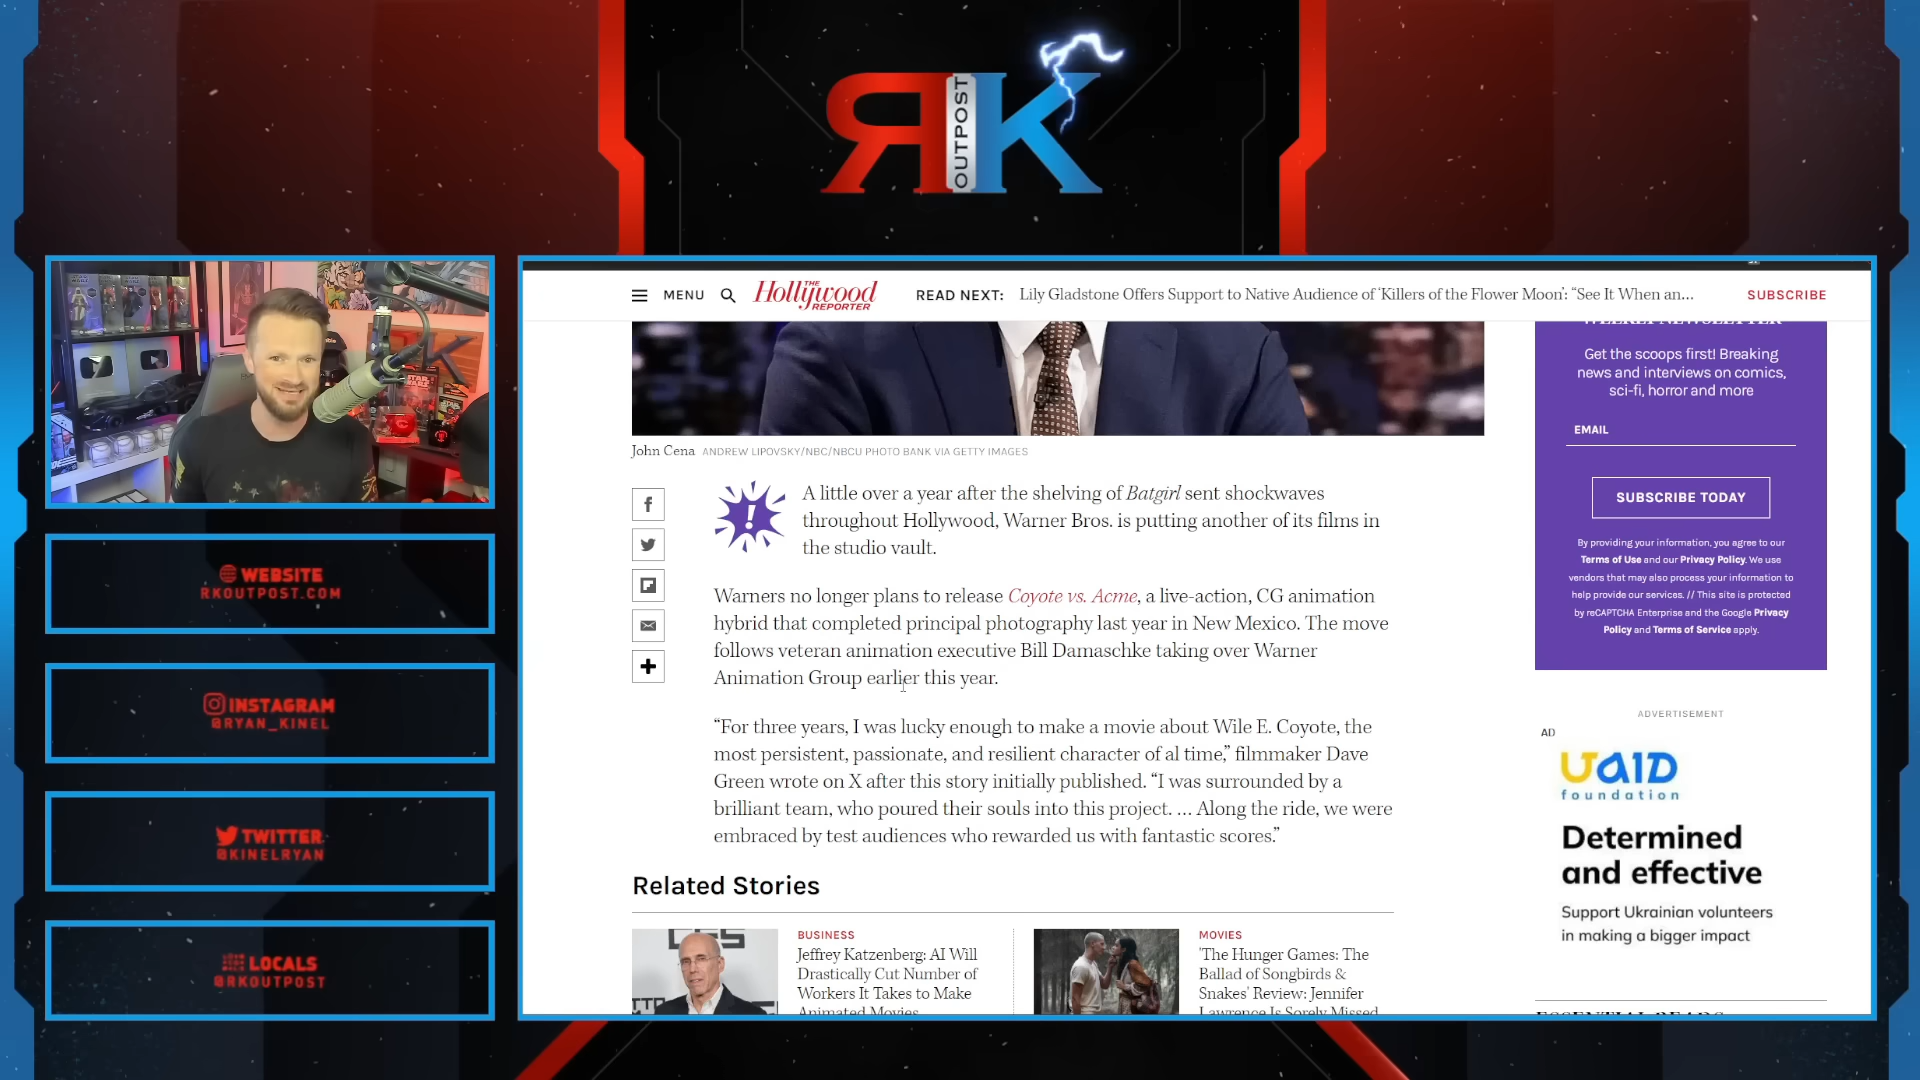 RK
OUTPOST
WEBSITE
RKOUTPOST.COM
INSTAGRAM
@RYAN_KINEL
TWITTER
@KINELRYAN
LOCALS
@RKOUTPOST
MENU
The Hollywood REPORTER
READ NEXT: Lily Gladstone Offers Support to Native Audience of ‘Killers of the Flower Moon’: “See It When an...
SUBSCRIBE
John Cena ANDREW LIPOVSKY/NBC/NBCU PHOTO BANK VIA GETTY IMAGES
A little over a year after the shelving of Batgirl sent shockwaves
throughout Hollywood, Warner Bros. is putting another of its films in
the studio vault.
Warners no longer plans to release Coyote vs. Acme, a live-action, CG animation
hybrid that completed principal photography last year in New Mexico. The move
follows veteran animation executive Bill Damaschke taking over Warner
Animation Group earlier this year.
“For three years, I was lucky enough to make a movie about Wile E. Coyote, the
most persistent, passionate, and resilient character of al time,” filmmaker Dave
Green wrote on X after this story initially published. “I was surrounded by a
brilliant team, who poured their souls into this project. … Along the ride, we were
embraced by test audiences who rewarded us with fantastic scores.”
Related Stories
BUSINESS
Jeffrey Katzenberg: AI Will
Drastically Cut Number of
Workers It Takes to Make
Animated Movies
MOVIES
'The Hunger Games: The
Ballad of Songbirds &
Snakes' Review: Jennifer
Lawrence Is Sorely Missed
WEEKLY NEWSLETTER
Get the scoops first! Breaking
news and interviews on comics,
sci-fi, horror and more
EMAIL
SUBSCRIBE TODAY
By providing your information, you agree to our
Terms of Use and our Privacy Policy. We use
vendors that may also process your information to
help provide our services. // This site is protected
by reCAPTCHA Enterprise and the Google Privacy
Policy and Terms of Service apply.
ADVERTISEMENT
AD
UAID
foundation
Determined
and effective
Support Ukrainian volunteers
in making a bigger impact
ESSENTIAL READS